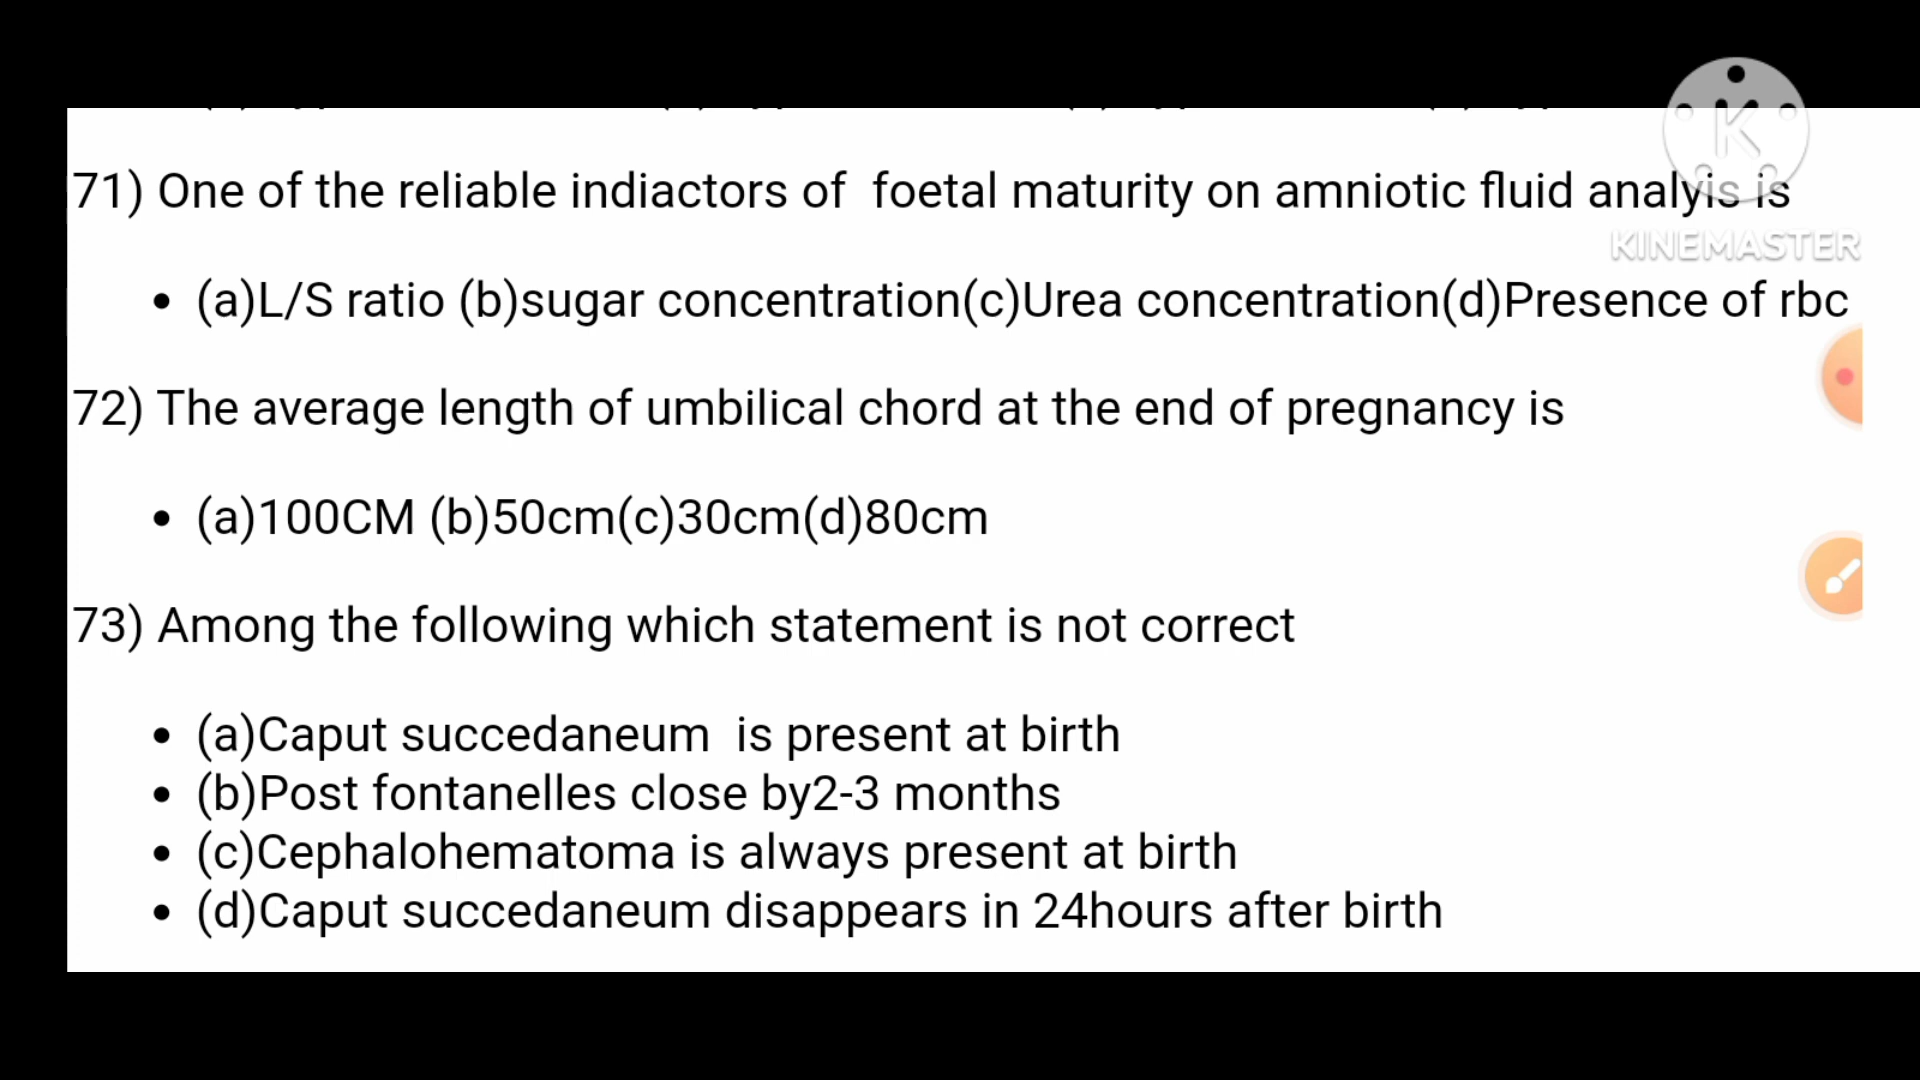 71) One of the reliable indiactors of foetal maturity on amniotic fluid analyis is
KINEMASTER
• (a)L/S ratio (b)sugar concentration(c)Urea concentration(d)Presence of rbc
72) The average length of umbilical chord at the end of pregnancy is
• (a)100CM (b)50cm(c)30cm(d)80cm
73) Among the following which statement is not correct
• (a)Caput succedaneum is present at birth
• (b)Post fontanelles close by2-3 months
• (c)Cephalohematoma is always present at birth
• (d)Caput succedaneum disappears in 24hours after birth